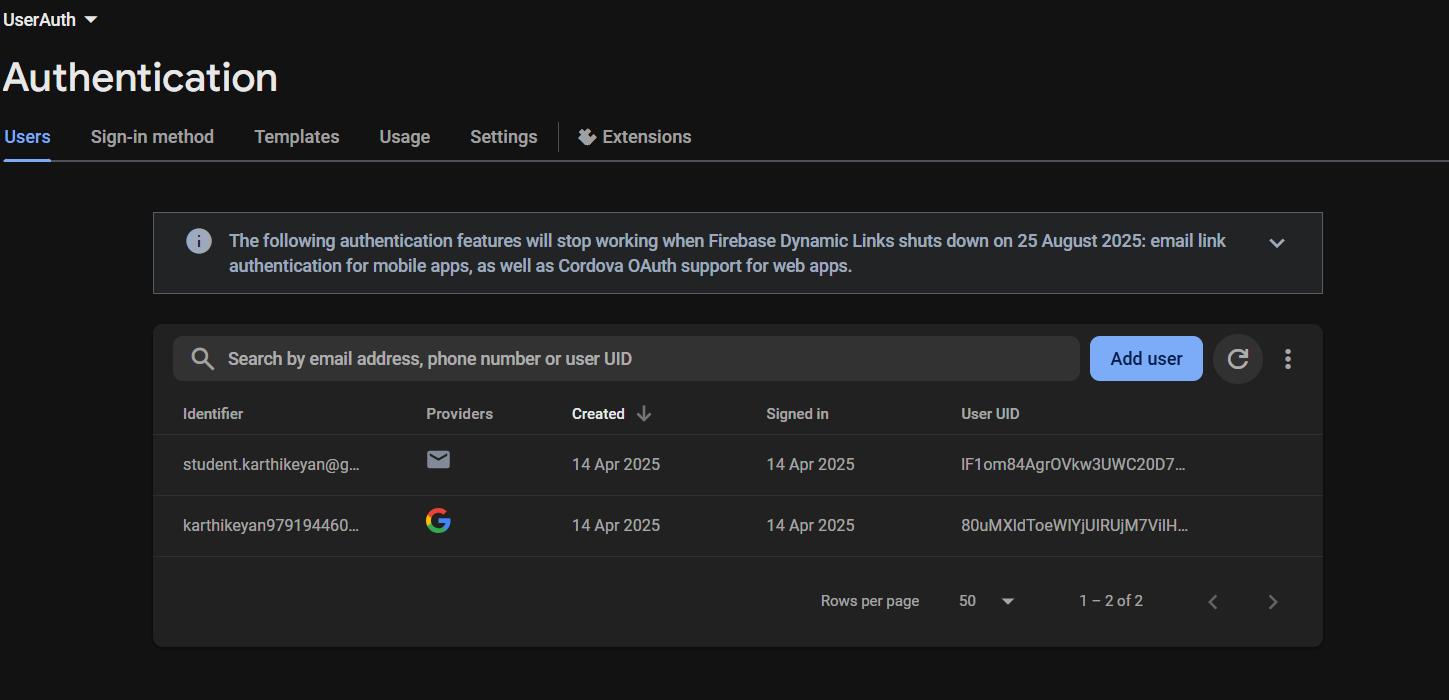 UserAuth
Authentication
Users Sign-in method Templates Usage Settings Extensions
The following authentication features will stop working when Firebase Dynamic Links shuts down on 25 August 2025: email link
authentication for mobile apps, as well as Cordova OAuth support for web apps.
Search by email address, phone number or user UID Add user
Identifier Providers Created Signed in User UID
student.karthikeyan@g... 14 Apr 2025 14 Apr 2025 IF1om84AgrOVkw3UWC20D7...
karthikeyan979194460... 14 Apr 2025 14 Apr 2025 80uMXldToeWlYjUlRUjM7VilH...
Rows per page 50 1 – 2 of 2